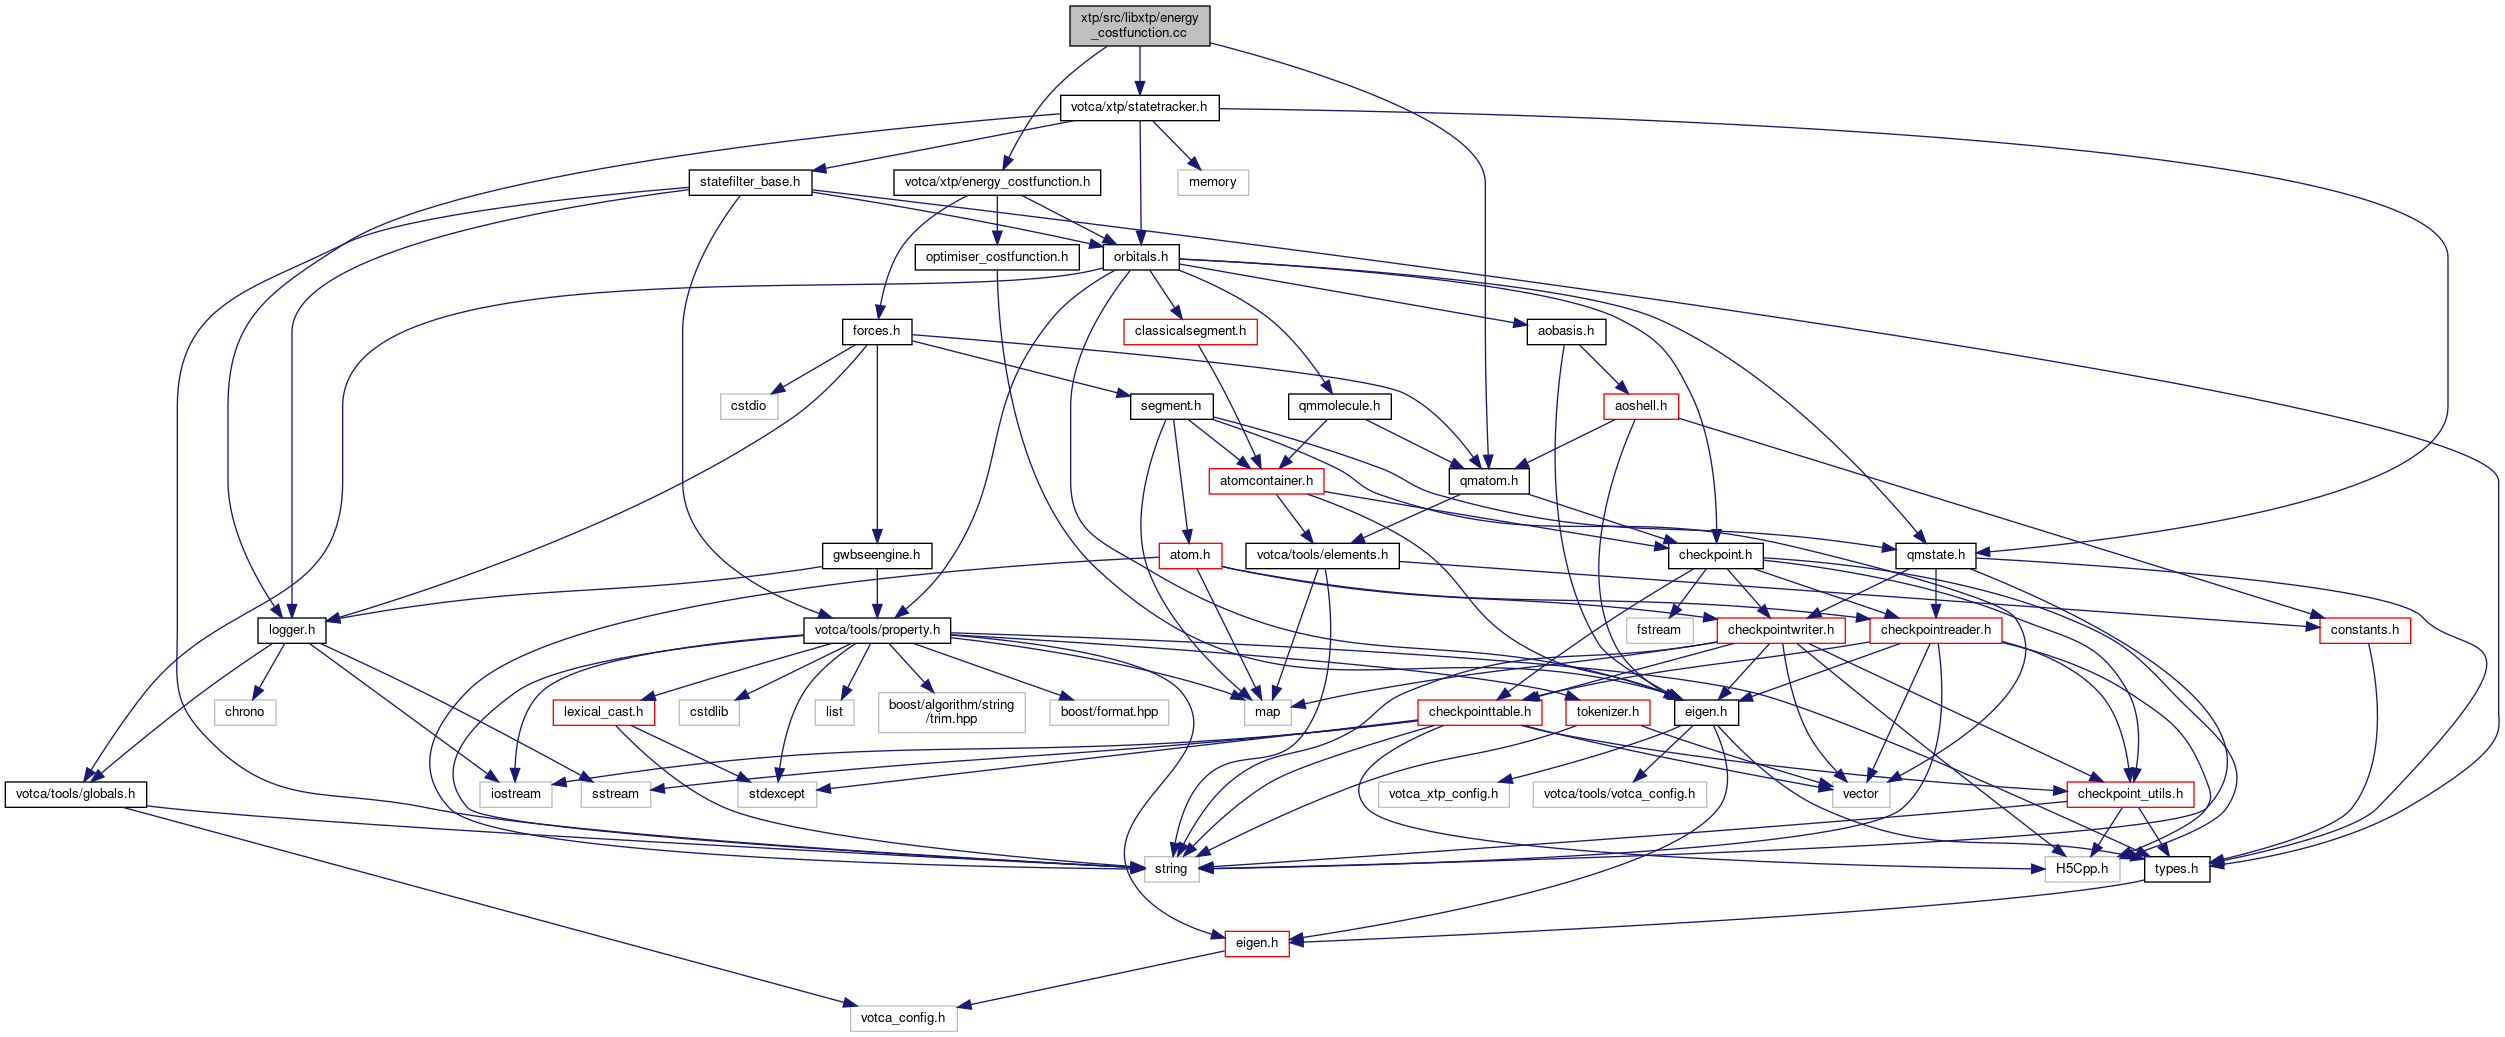 xtp/src/libxtp/energy
_costfunction.cc
votca/xtp/statetracker.h
statefilter_base.h
votca/xtp/energy_costfunction.h
memory
optimiser_costfunction.h
orbitals.h
forces.h
classicalsegment.h
aobasis.h
cstdio
segment.h
qmmolecule.h
aoshell.h
atomcontainer.h
qmatom.h
gwbseengine.h
atom.h
votca/tools/elements.h
checkpoint.h
qmstate.h
logger.h
votca/tools/property.h
fstream
checkpointwriter.h
checkpointreader.h
constants.h
chrono
lexical_cast.h
cstdlib
list
boost/algorithm/string
/trim.hpp
boost/format.hpp
map
checkpointtable.h
tokenizer.h
eigen.h
votca/tools/globals.h
iostream
sstream
stdexcept
votca_xtp_config.h
votca/tools/votca_config.h
vector
checkpoint_utils.h
string
H5Cpp.h
types.h
eigen.h
votca_config.h